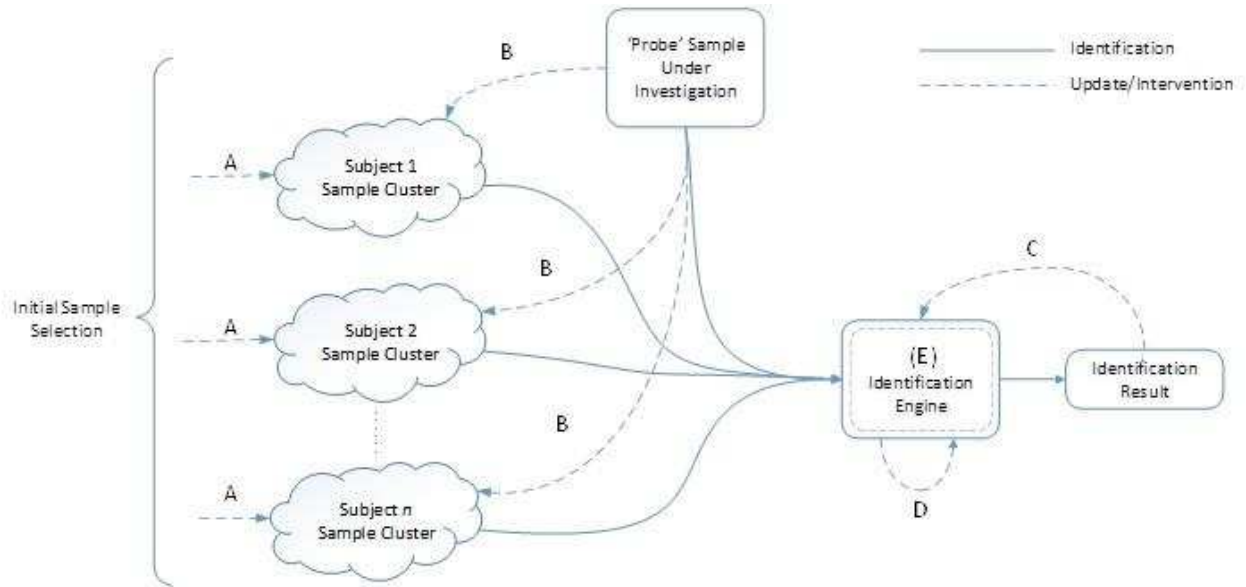 'Probe' Sample
Under
Investigation
Identification
Update/Intervention
B
A
Subject 1
Sample Cluster
Initial Sample
Selection
B
A
Subject 2
Sample Cluster
C
(E)
Identification
Engine
Identification
Result
B
A
Subject n
Sample Cluster
D